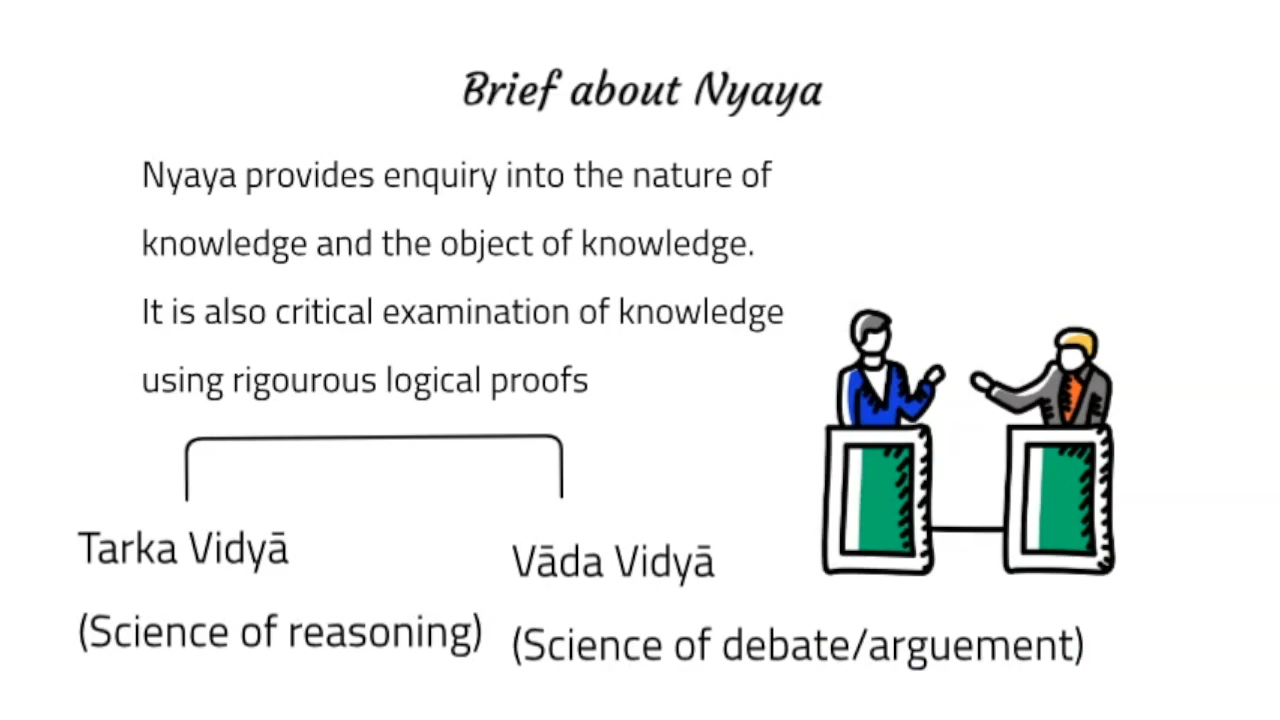 Brief about Nyaya
Nyaya provides enquiry into the nature of
knowledge and the object of knowledge.
It is also critical examination of knowledge
using rigourous logical proofs
Tarka Vidyā
(Science of reasoning)
Vāda Vidyā
(Science of debate/arguement)